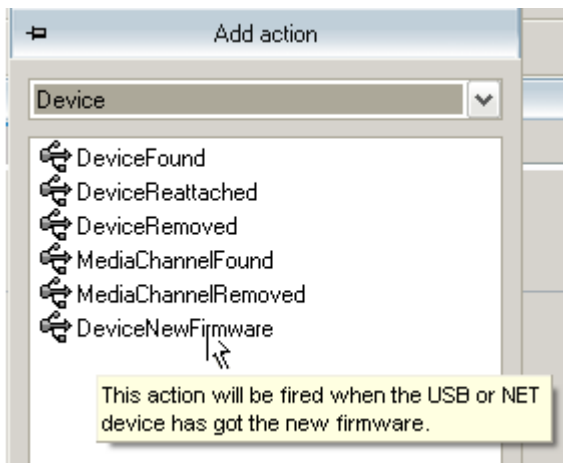 Add action
Device
DeviceFound
DeviceReattached
DeviceRemoved
MediaChannelFound
MediaChannelRemoved
DeviceNewFirmware
This action will be fired when the USB or NET
device has got the new firmware.